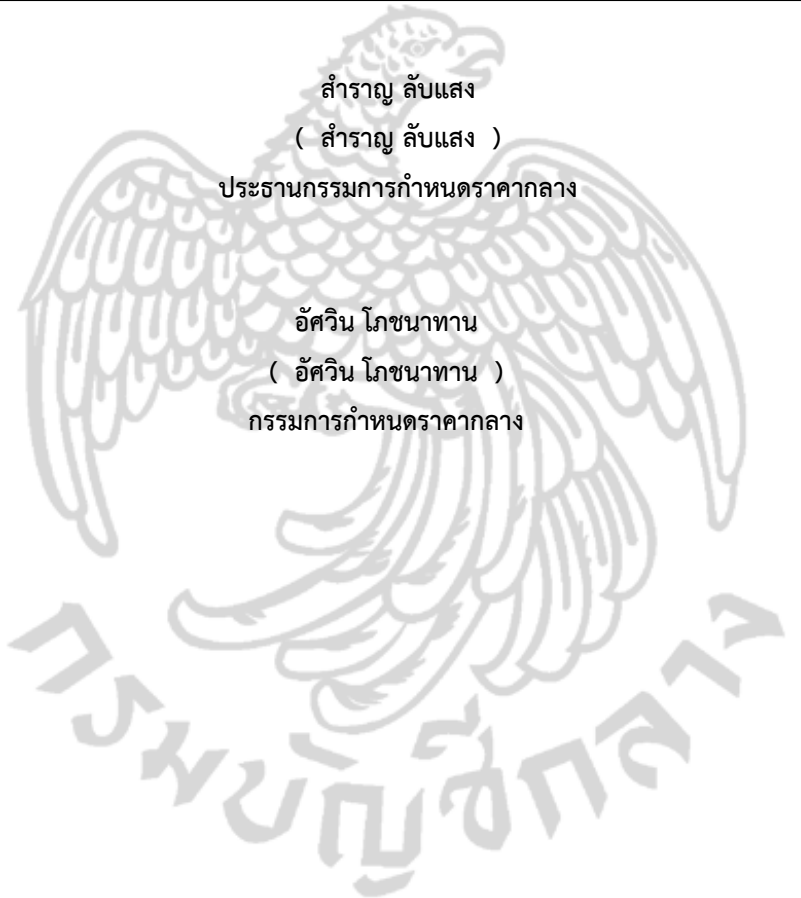 สำราญ ลับแสง
( สำราญ ลับแสง )
ประธานกรรมการกำหนดราคากลาง
อัศวิน โภชนาทาน
( อัศวิน โภชนาทาน )
กรรมการกำหนดราคากลาง
กรมบัญชีกลาง